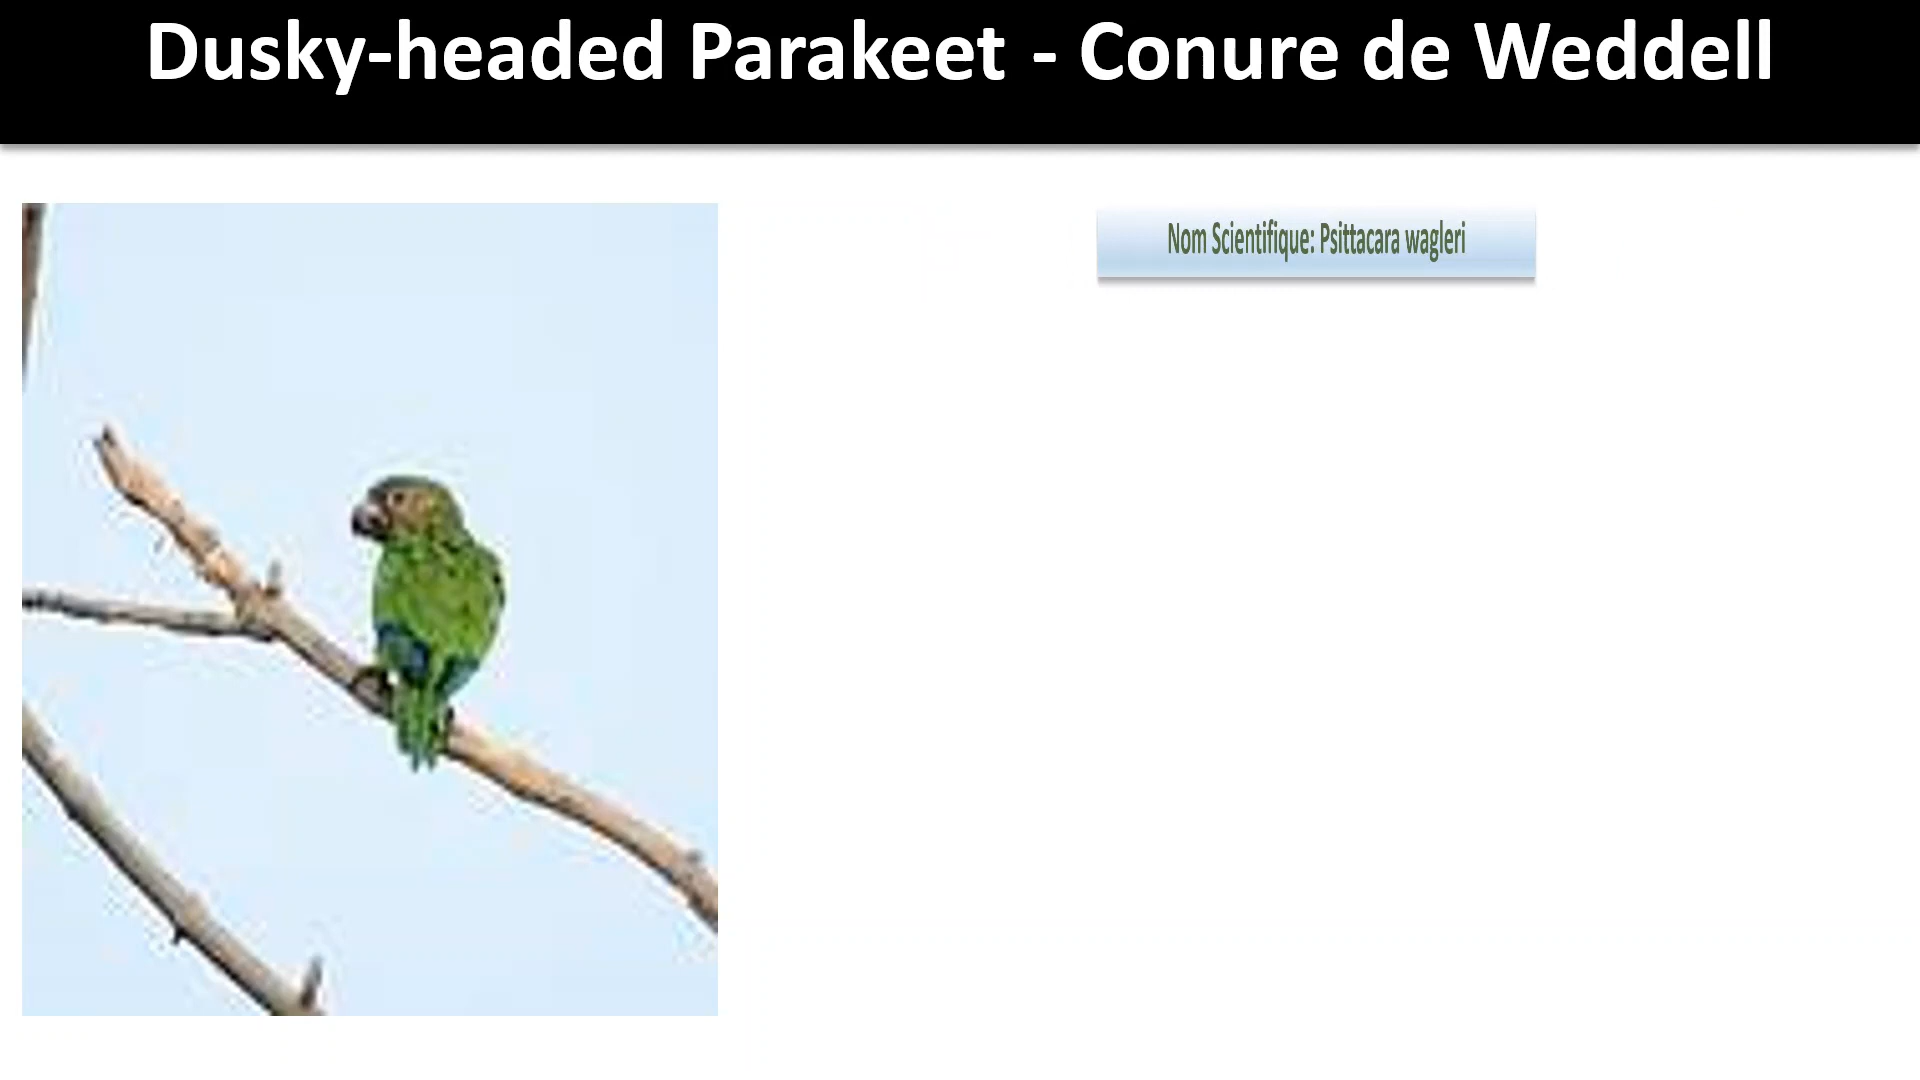 Dusky-headed Parakeet - Conure de Weddell
Nom Scientifique: Psittacara wagleri